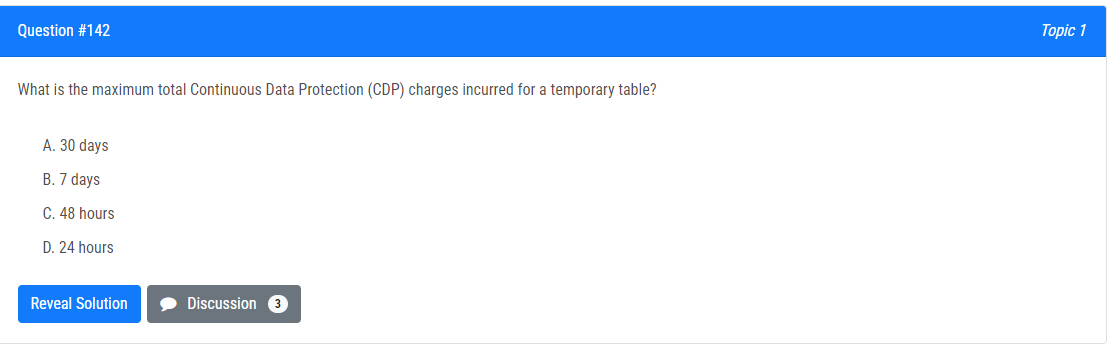 Question #142
Topic 1
What is the maximum total Continuous Data Protection (CDP) charges incurred for a temporary table?
A. 30 days
B. 7 days
C. 48 hours
D. 24 hours
Reveal Solution
Discussion 3